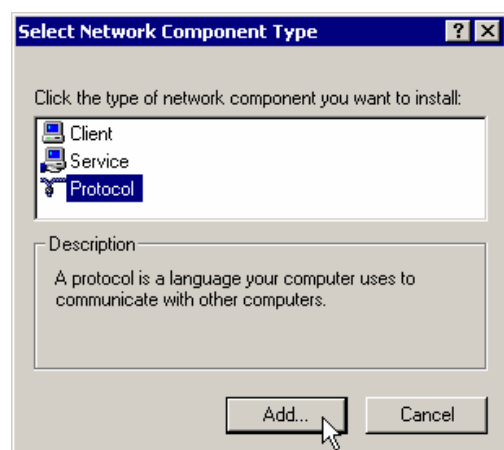 Select Network Component Type
Click the type of network component you want to install:
Client
Service
Protocol
Description
A protocol is a language your computer uses to
communicate with other computers.
Add...
Cancel